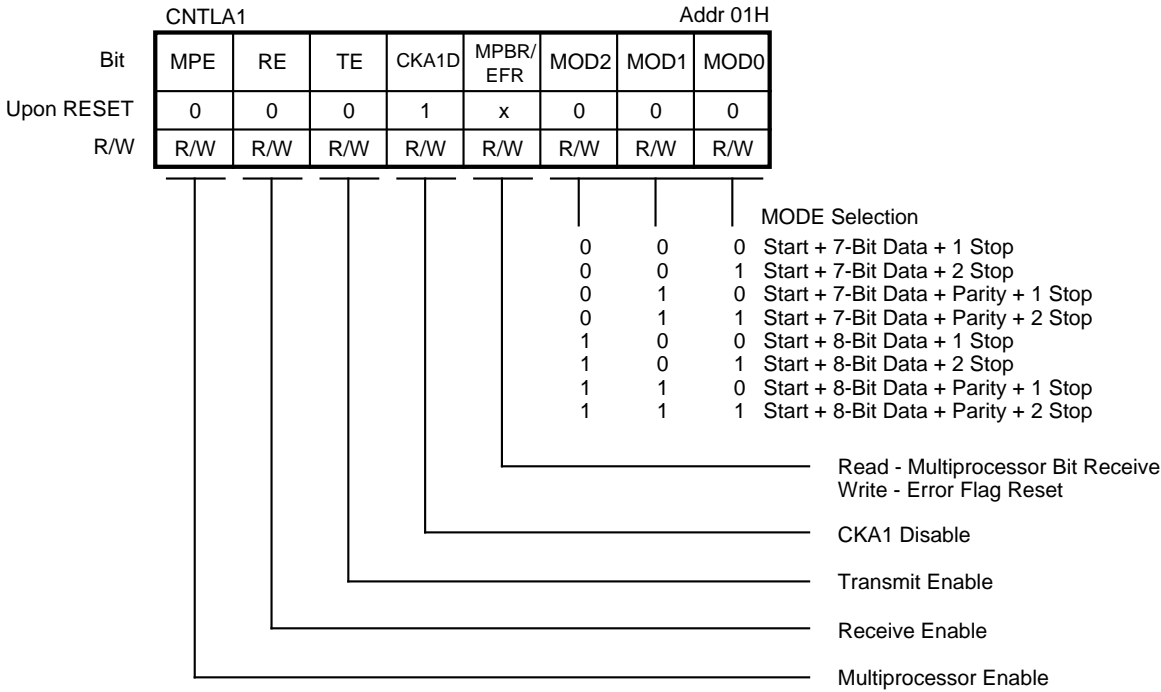 CNTLA1 Addr 01H
Bit MPE RE TE CKA1D MPBR/EFR MOD2 MOD1 MOD0
Upon RESET 0 0 0 1 x 0 0 0
R/W R/W R/W R/W R/W R/W R/W R/W R/W
MODE Selection
0 0 0 Start + 7-Bit Data + 1 Stop
0 0 1 Start + 7-Bit Data + 2 Stop
0 1 0 Start + 7-Bit Data + Parity + 1 Stop
0 1 1 Start + 7-Bit Data + Parity + 2 Stop
1 0 0 Start + 8-Bit Data + 1 Stop
1 0 1 Start + 8-Bit Data + 2 Stop
1 1 0 Start + 8-Bit Data + Parity + 1 Stop
1 1 1 Start + 8-Bit Data + Parity + 2 Stop
Read - Multiprocessor Bit Receive
Write - Error Flag Reset
CKA1 Disable
Transmit Enable
Receive Enable
Multiprocessor Enable